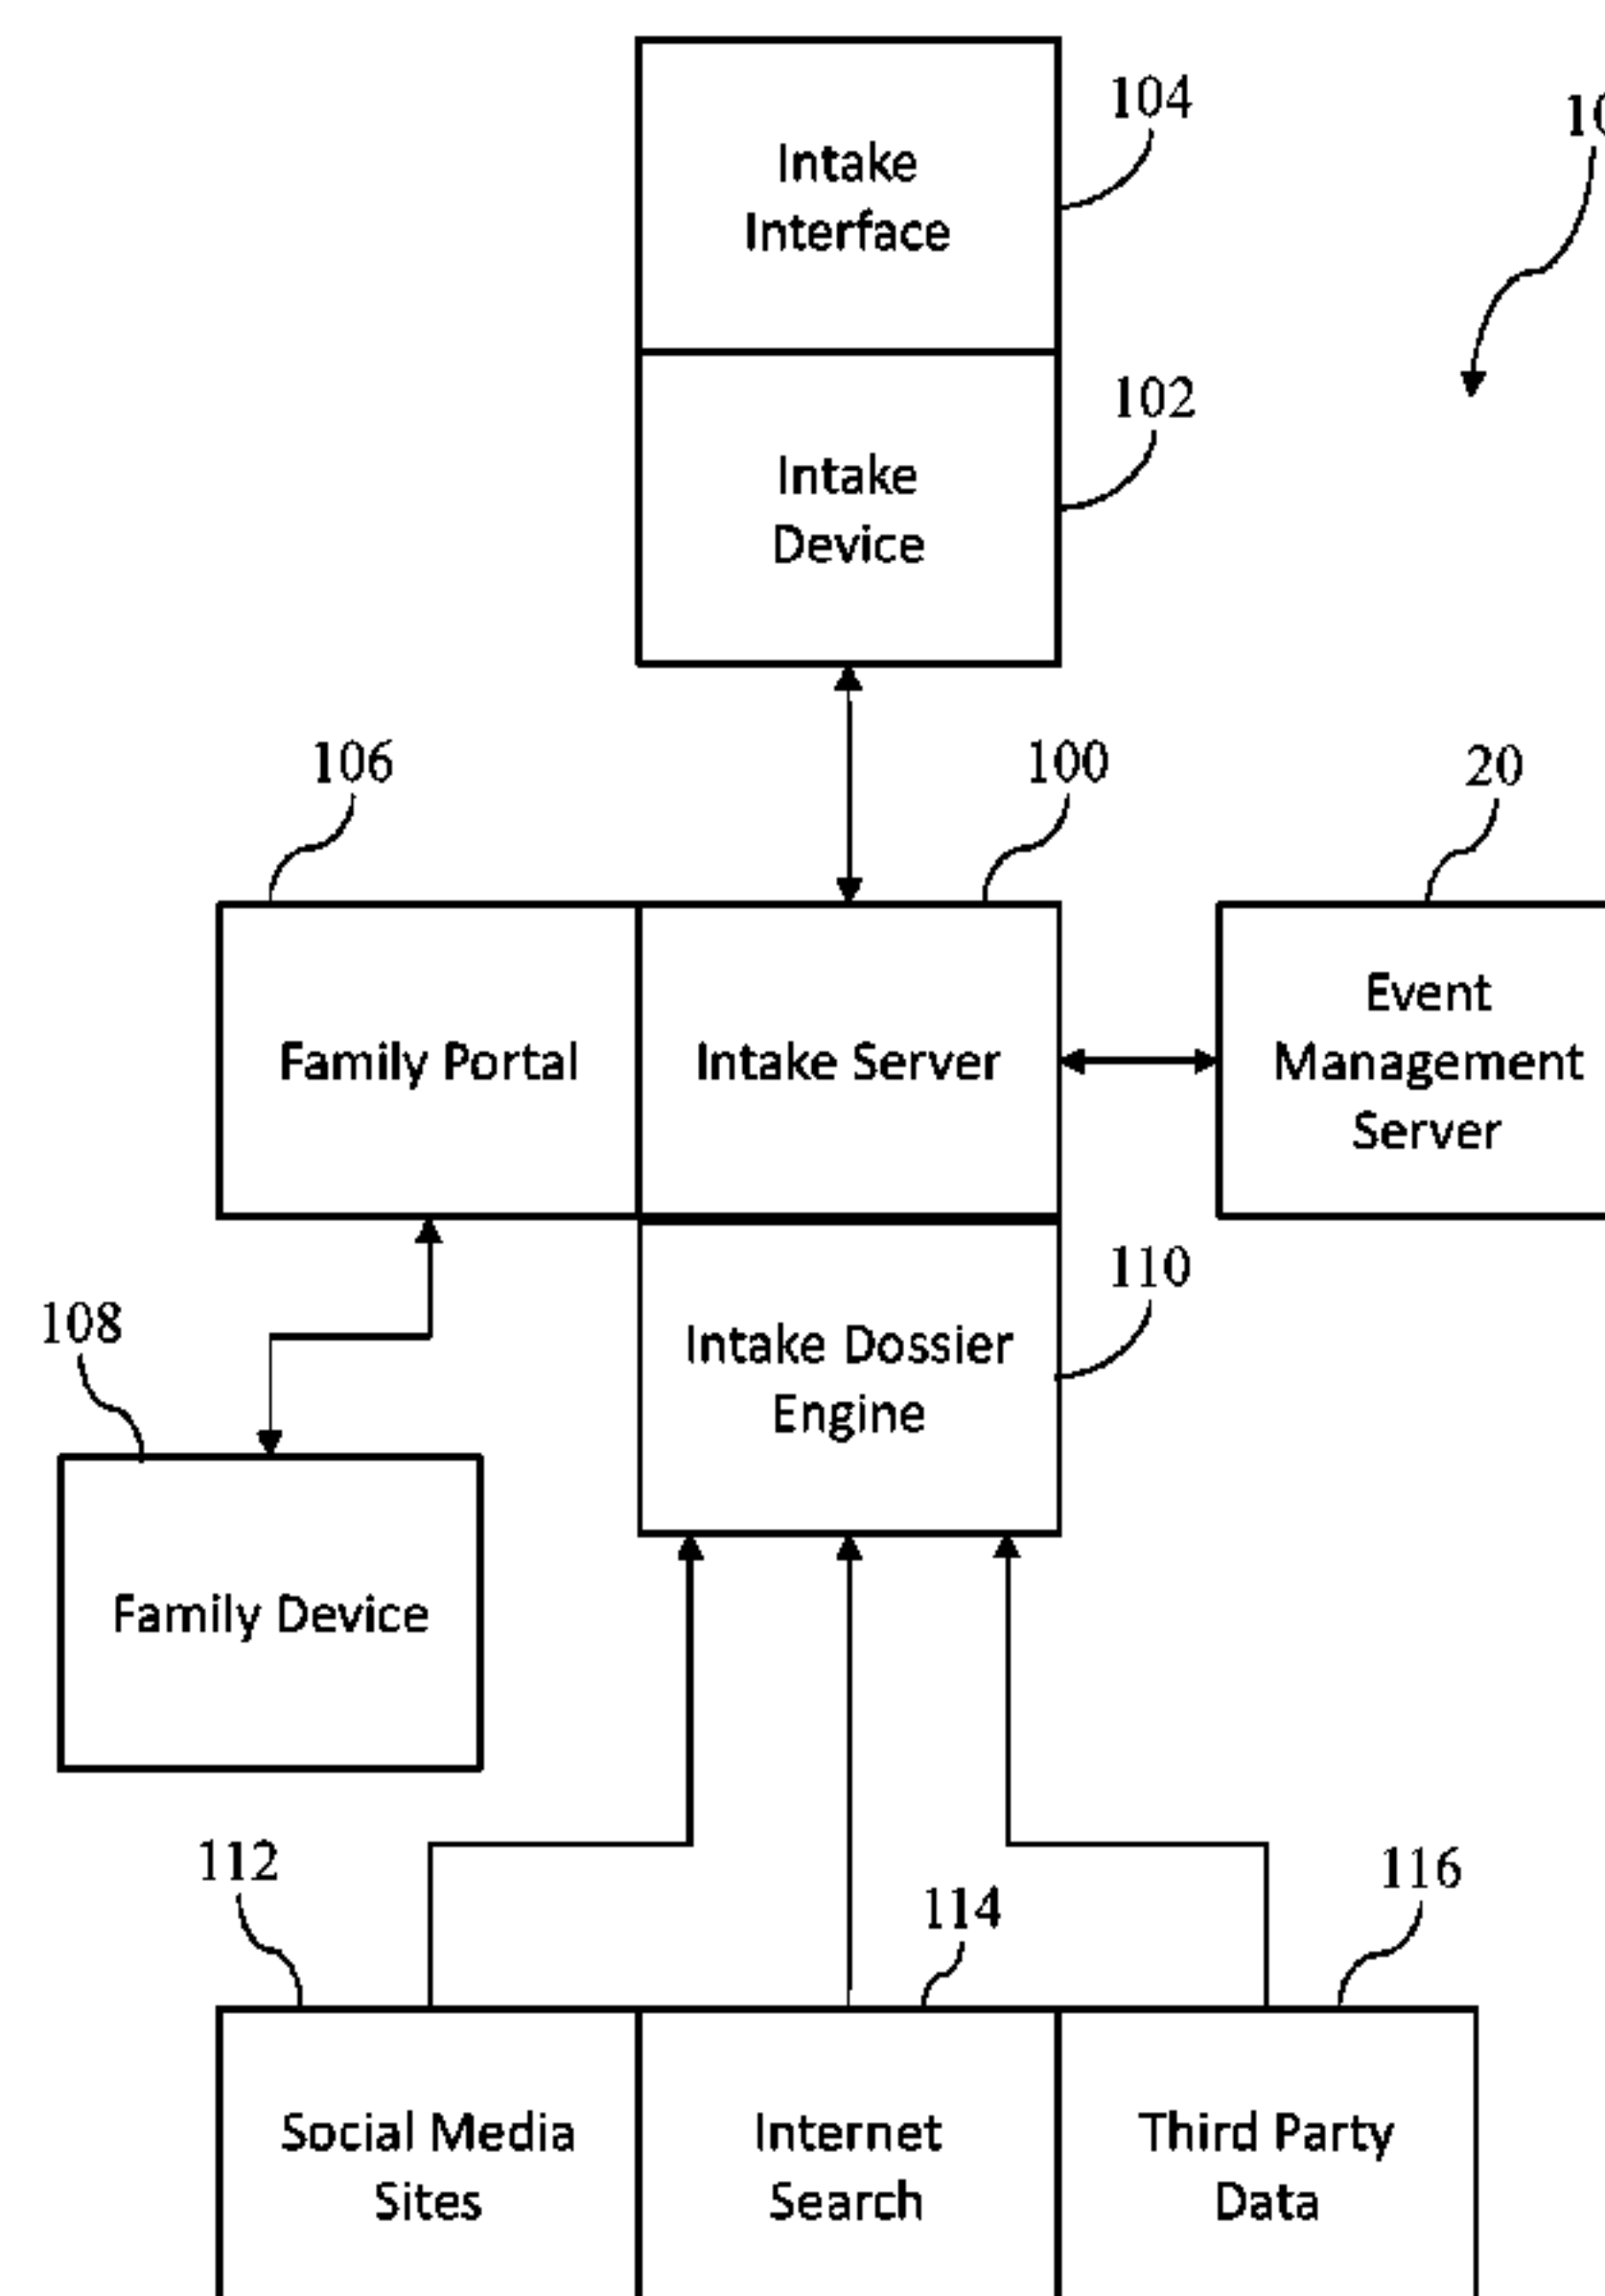 104
10
Intake
Interface
102
Intake
Device
106
100
20
Family Portal
Intake Server
Event
Management
Server
110
108
Intake Dossier
Engine
Family Device
112
114
116
Social Media
Sites
Internet
Search
Third Party
Data